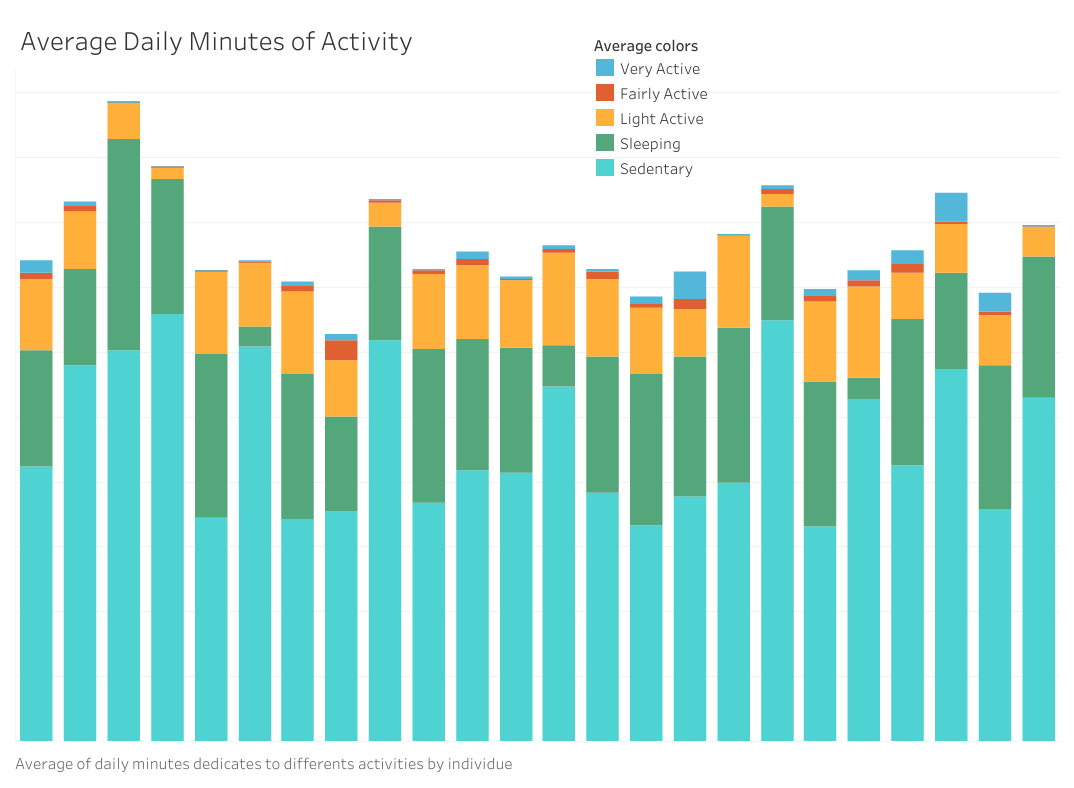 Average Daily Minutes of Activity
Average colors
Very Active
Fairly Active
Light Active
Sleeping
Sedentary
Average of daily minutes dedicates to differents activities by individue